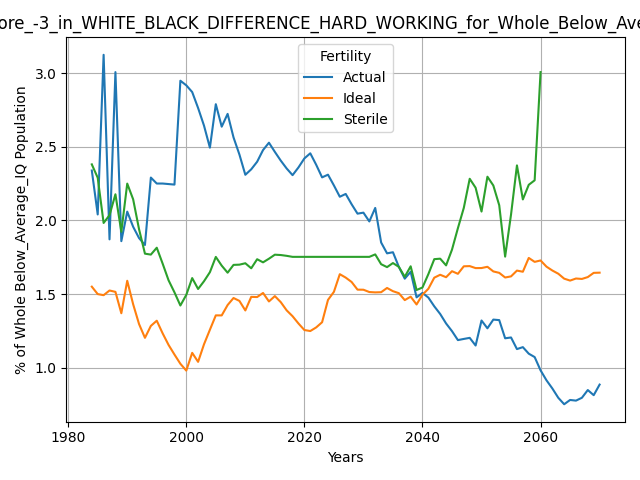 ore_-3_in_WHITE_BLACK_DIFFERENCE_HARD_WORKING_for_Whole_Below_Ave
Fertility
Actual
Ideal
Sterile
% of Whole Below_Average_IQ Population
3.0
2.5
2.0
1.5
1.0
1980
2000
2020
2040
2060
Years